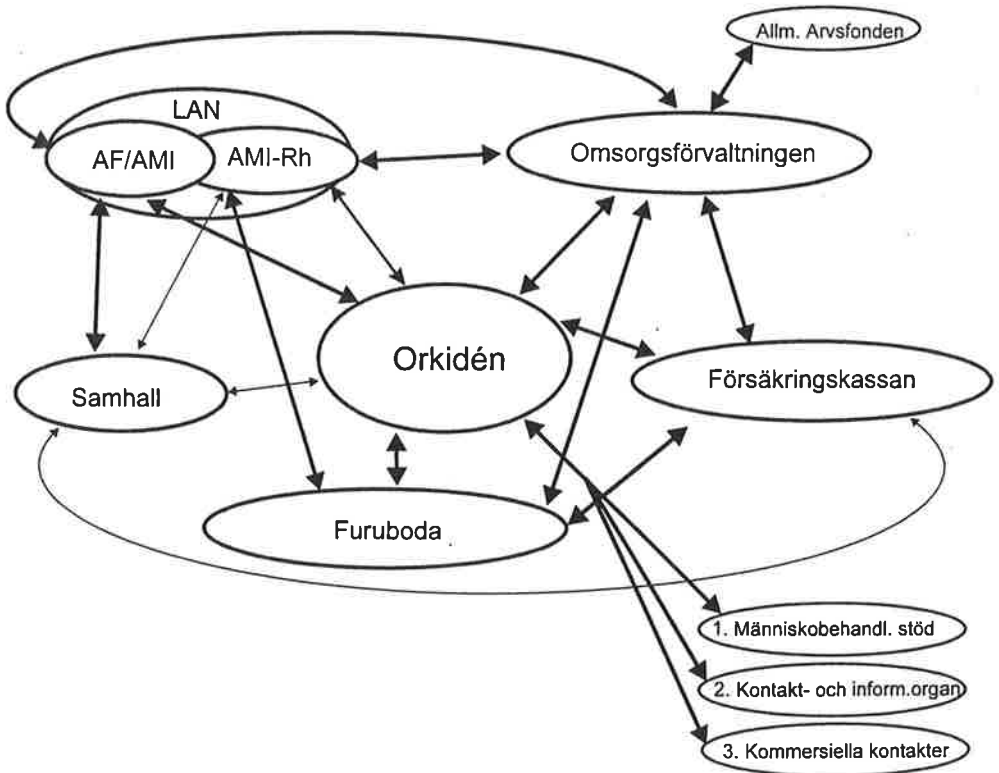 Allm. Arvsfonden
LAN
AF/AMI
AMI-Rh
Omsorgsförvaltningen
Orkidén
Samhall
Försäkringskassan
Furuboda
1. Människobehandl. stöd
2. Kontakt- och inform.organ
3. Kommersiella kontakter